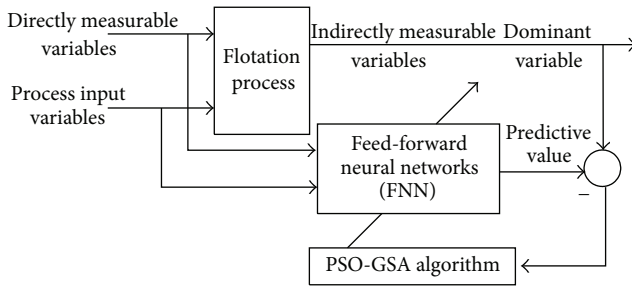 Directly measurable
variables
Process input
variables
Flotation
process
Indirectly measurable
variables
Dominant
variable
Feed-forward
neural networks
(FNN)
Predictive
value
−
PSO-GSA algorithm